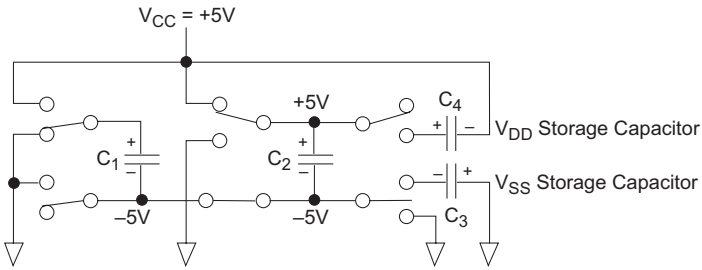 VCC = +5V
+5V
C4
+
+
+
+ –
VDD Storage Capacitor
C1
C2
–
–
– +
VSS Storage Capacitor
–5V
–5V
C3